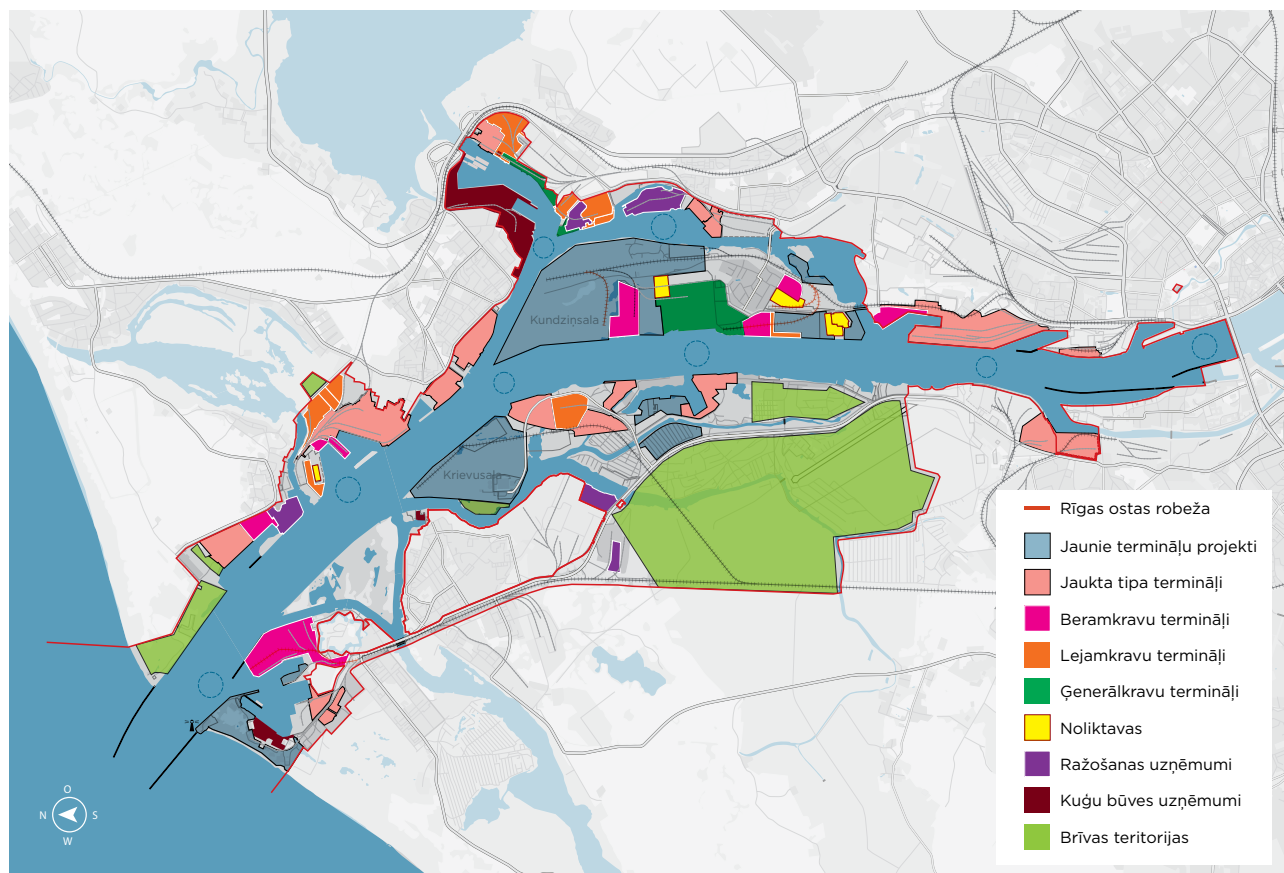 Kundziņsala
Krievusala
Rīgas ostas robeža
Jaunie termināļu projekti
Jaukta tipa termināļi
Beramkravu termināļi
Lejamkravu termināļi
Ģenerālkravu termināļi
Noliktavas
Ražošanas uzņēmumi
Kuģu būves uzņēmumi
Brīvas teritorijas
O
N
S
W